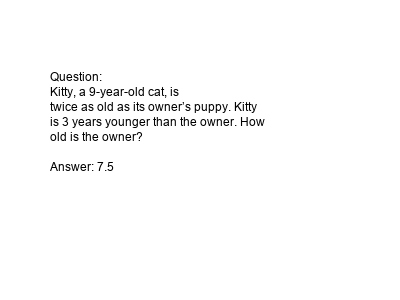 Question:
Kitty, a 9-year-old cat, is
twice as old as its owner’s puppy. Kitty
is 3 years younger than the owner. How
old is the owner?
Answer: 7.5